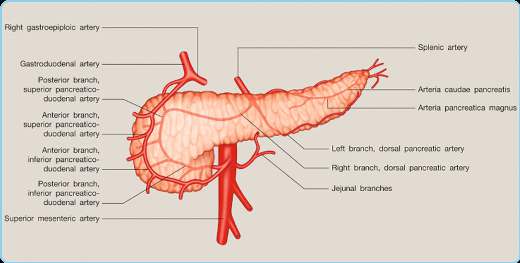 Right gastroepiploic artery
Gastroduodenal artery
Posterior branch,
superior pancreatico-
duodenal artery
Anterior branch,
superior pancreatico-
duodenal artery
Anterior branch,
inferior pancreatico-
duodenal artery
Posterior branch,
inferior pancreatico-
duodenal artery
Superior mesenteric artery
Splenic artery
Arteria caudae pancreatis
Arteria pancreatica magnus
Left branch, dorsal pancreatic artery
Right branch, dorsal pancreatic artery
Jejunal branches